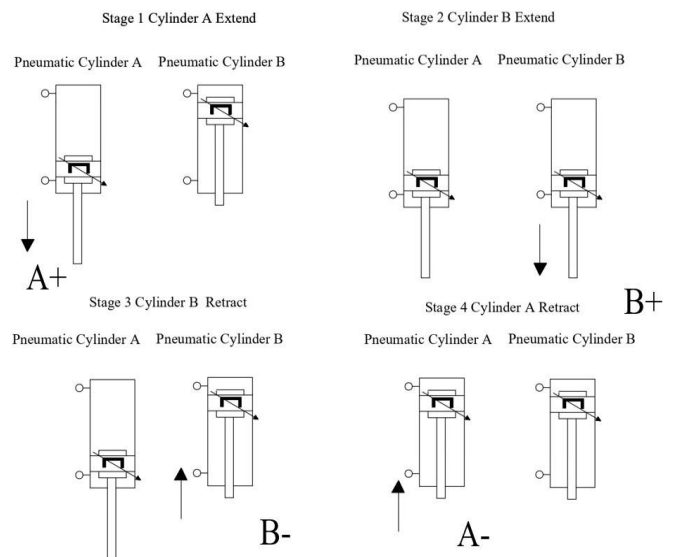 Stage 1 Cylinder A Extend
Pneumatic Cylinder A Pneumatic Cylinder B
A+
Stage 2 Cylinder B Extend
Pneumatic Cylinder A Pneumatic Cylinder B
B+
Stage 3 Cylinder B Retract
Pneumatic Cylinder A Pneumatic Cylinder B
B-
Stage 4 Cylinder A Retract
Pneumatic Cylinder A Pneumatic Cylinder B
A-